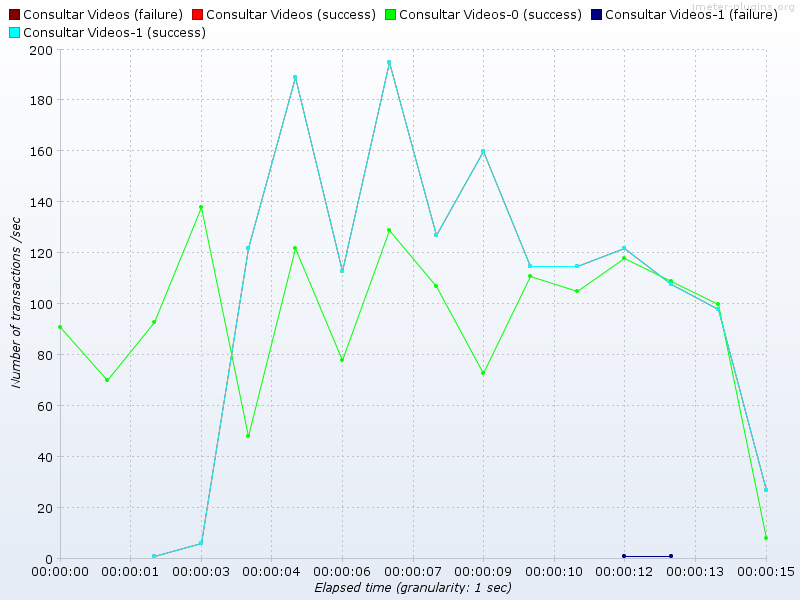 jmeter-plugins.org
Consultar Videos (failure) Consultar Videos (success) Consultar Videos-0 (success) Consultar Videos-1 (failure)
Consultar Videos-1 (success)
200
180
160
140
120
100
80
60
40
20
0
Number of transactions /sec
00:00:00 00:00:01 00:00:03 00:00:04 00:00:06 00:00:07 00:00:09 00:00:10 00:00:12 00:00:13 00:00:15
Elapsed time (granularity: 1 sec)